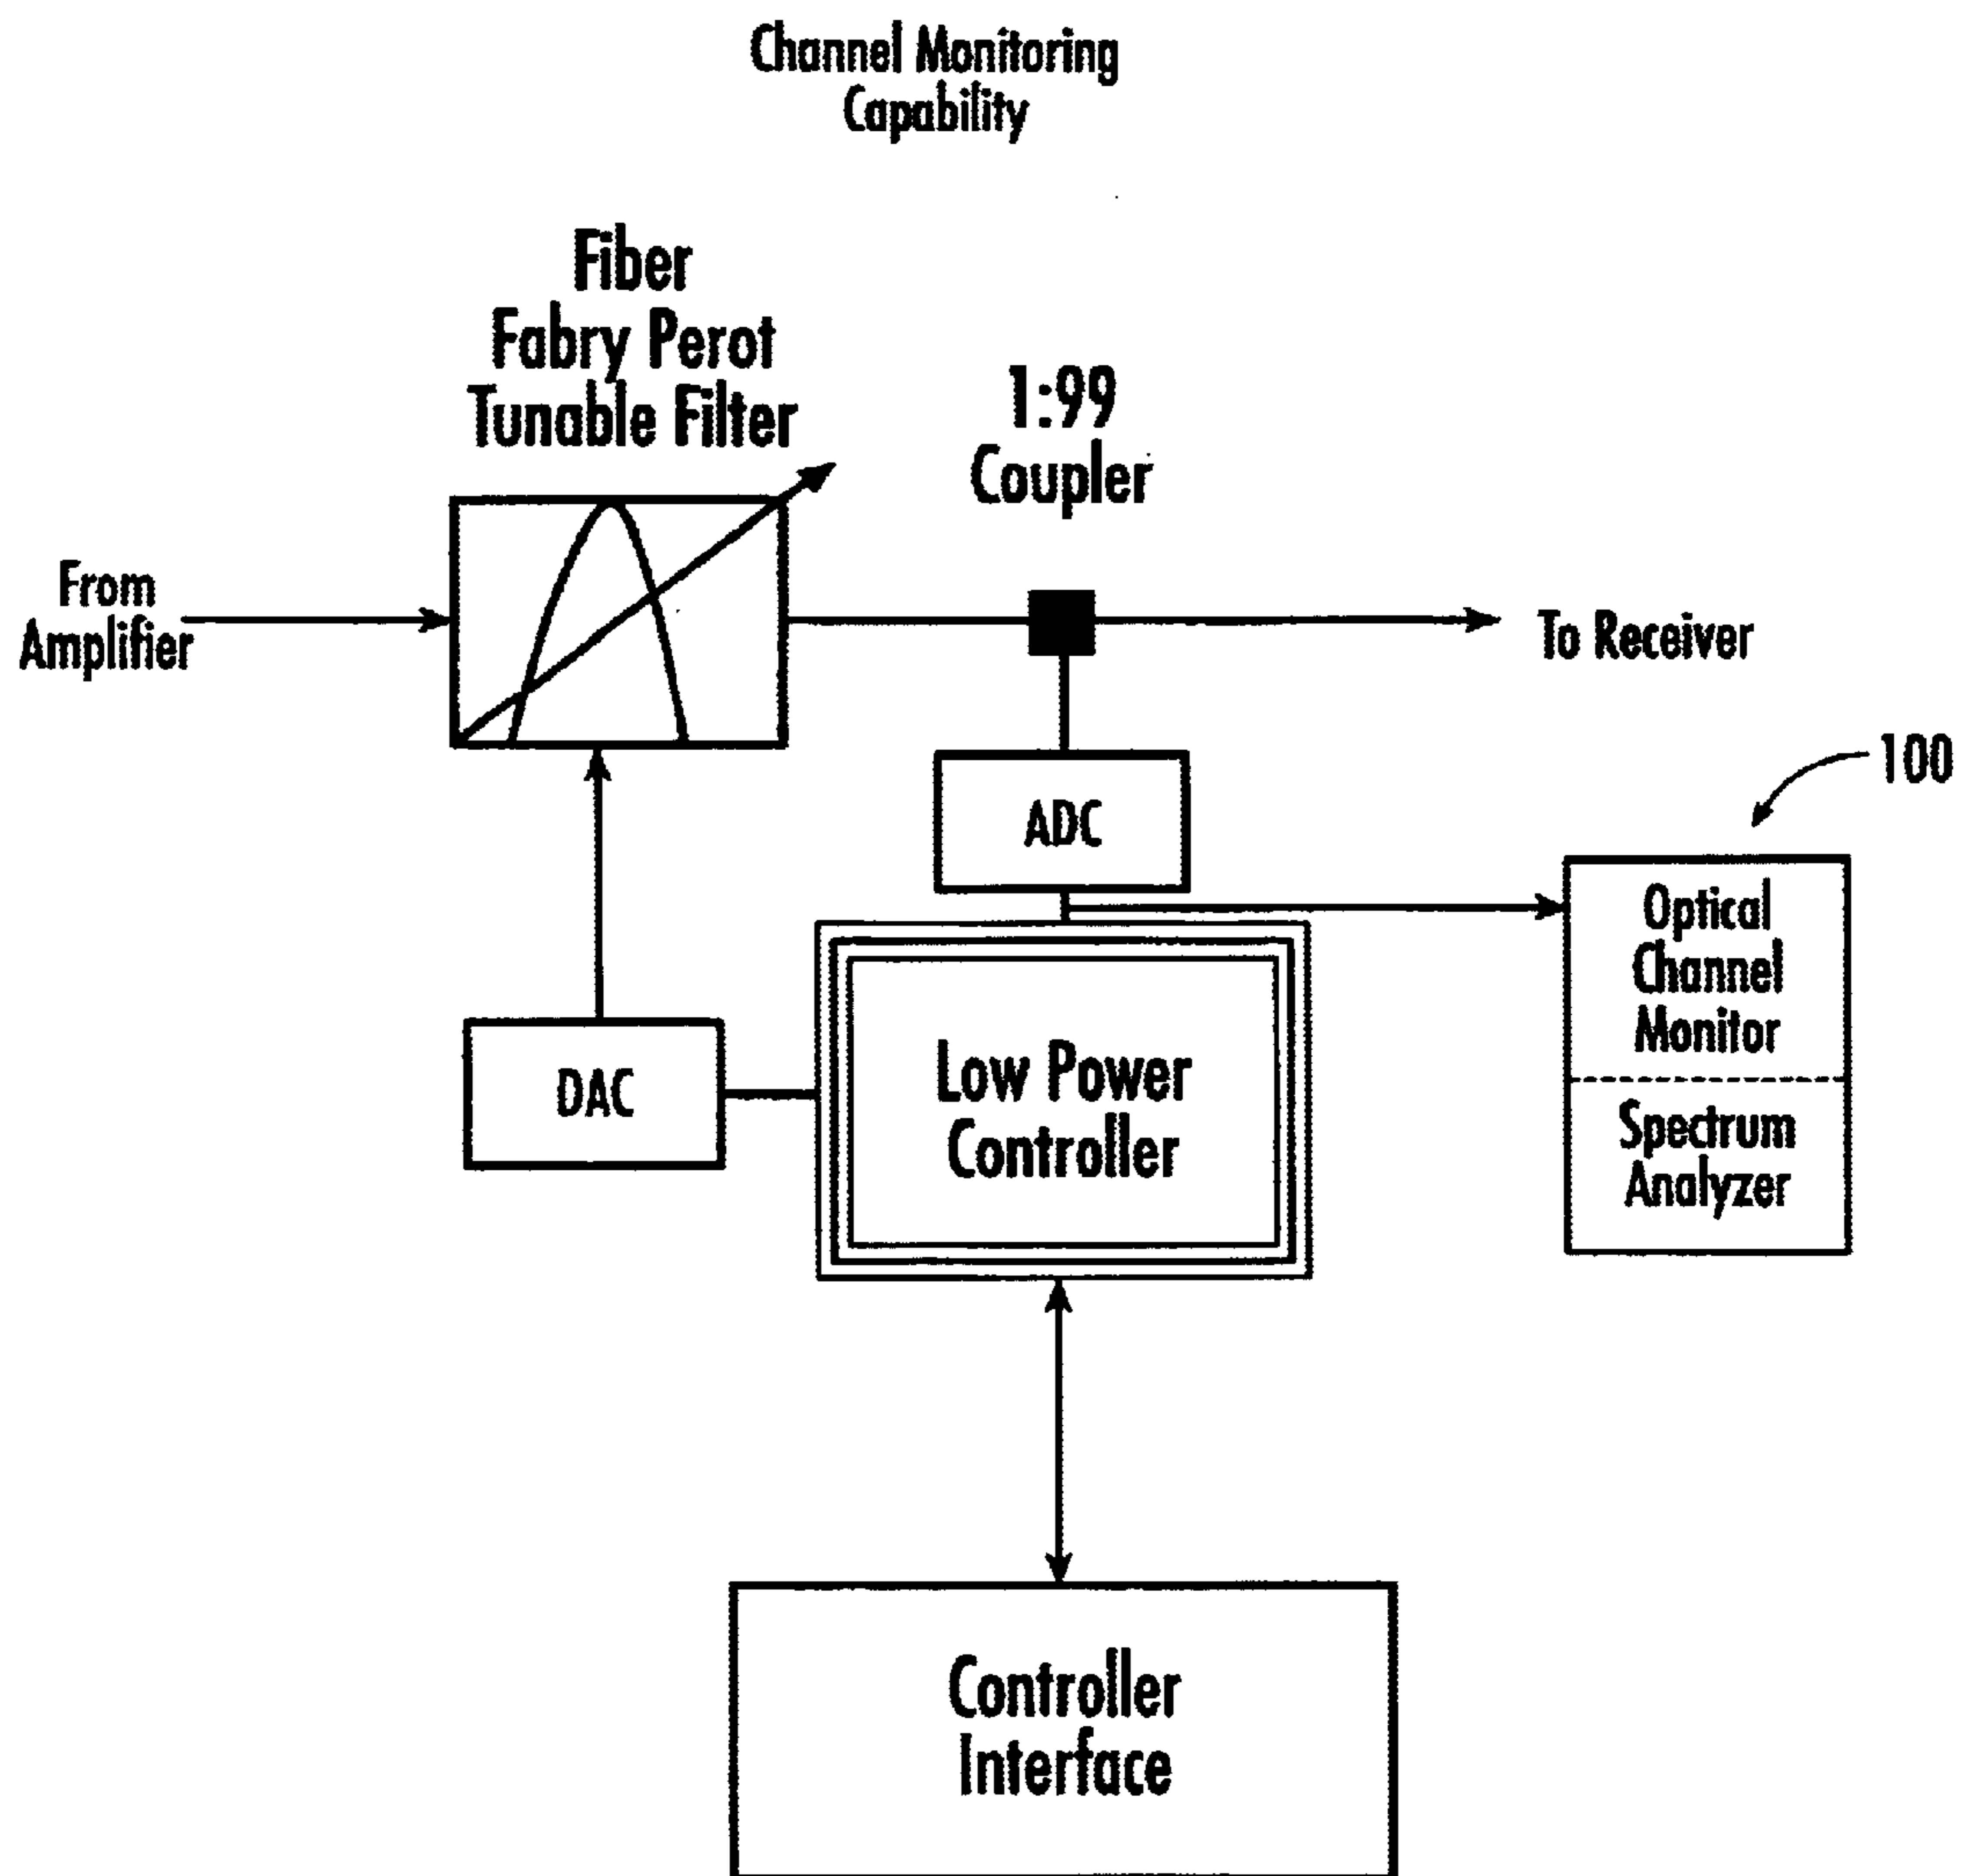 Channel Monitoring
Capability
Fiber
Fabry Perot
Tunable Filter
1:99
Coupler
From
Amplifier
To Receiver
100
ADC
Optical
Channel
Monitor
Spectrum
Analyzer
DAC
Low Power
Controller
Controller
Interface